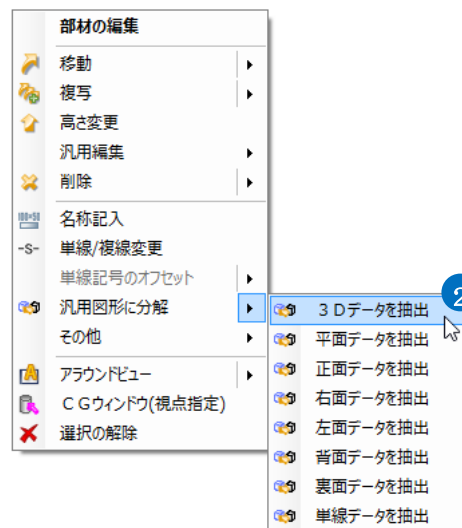 部材の編集
移動
複写
高さ変更
汎用編集
削除
100×50
名称記入
-S-
単線/複線変更
単線記号のオフセット
汎用図形に分解
その他
アラウンドビュー
ＣＧウィンドウ(視点指定)
選択の解除
2
３Ｄデータを抽出
平面データを抽出
正面データを抽出
右面データを抽出
左面データを抽出
背面データを抽出
裏面データを抽出
単線データを抽出